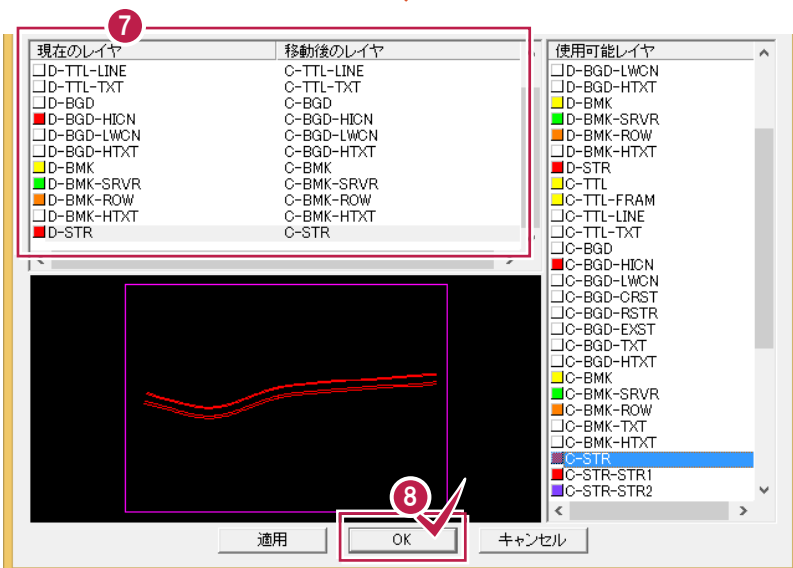 7
現在のレイヤ 移動後のレイヤ
D-TTL-LINE C-TTL-LINE
D-TTL-TXT C-TTL-TXT
D-BGD C-BGD
D-BGD-HICN C-BGD-HICN
D-BGD-LWCN C-BGD-LWCN
D-BGD-HTXT C-BGD-HTXT
D-BMK C-BMK
D-BMK-SRVR C-BMK-SRVR
D-BMK-ROW C-BMK-ROW
D-BMK-HTXT C-BMK-HTXT
D-STR C-STR
使用可能レイヤ
D-BGD-LWCN
D-BGD-HTXT
D-BMK
D-BMK-SRVR
D-BMK-ROW
D-BMK-HTXT
D-STR
C-TTL
C-TTL-FRAM
C-TTL-LINE
C-TTL-TXT
C-BGD
C-BGD-HICN
C-BGD-LWCN
C-BGD-CRST
C-BGD-RSTR
C-BGD-EXST
C-BGD-TXT
C-BGD-HTXT
C-BMK
C-BMK-SRVR
C-BMK-ROW
C-BMK-TXT
C-BMK-HTXT
C-STR
C-STR-STR1
C-STR-STR2
8
適用 OK キャンセル